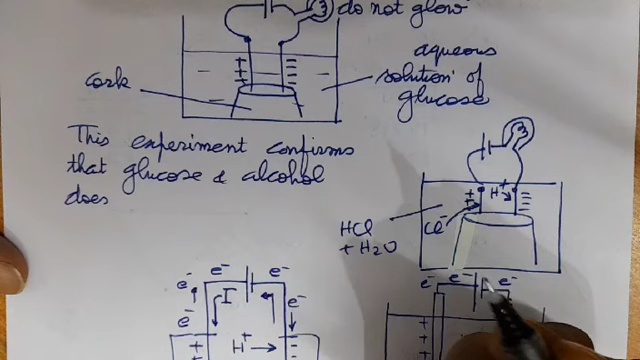 do not glow
aqueous
solution of
glucose
cork
This experiment confirms
that glucose & alcohol
does
H⁺
Cl⁻
HCl
+ H₂O
e⁻ e⁻
e⁻ I e⁻
e⁻
H⁺
e⁻ e⁻ e⁻